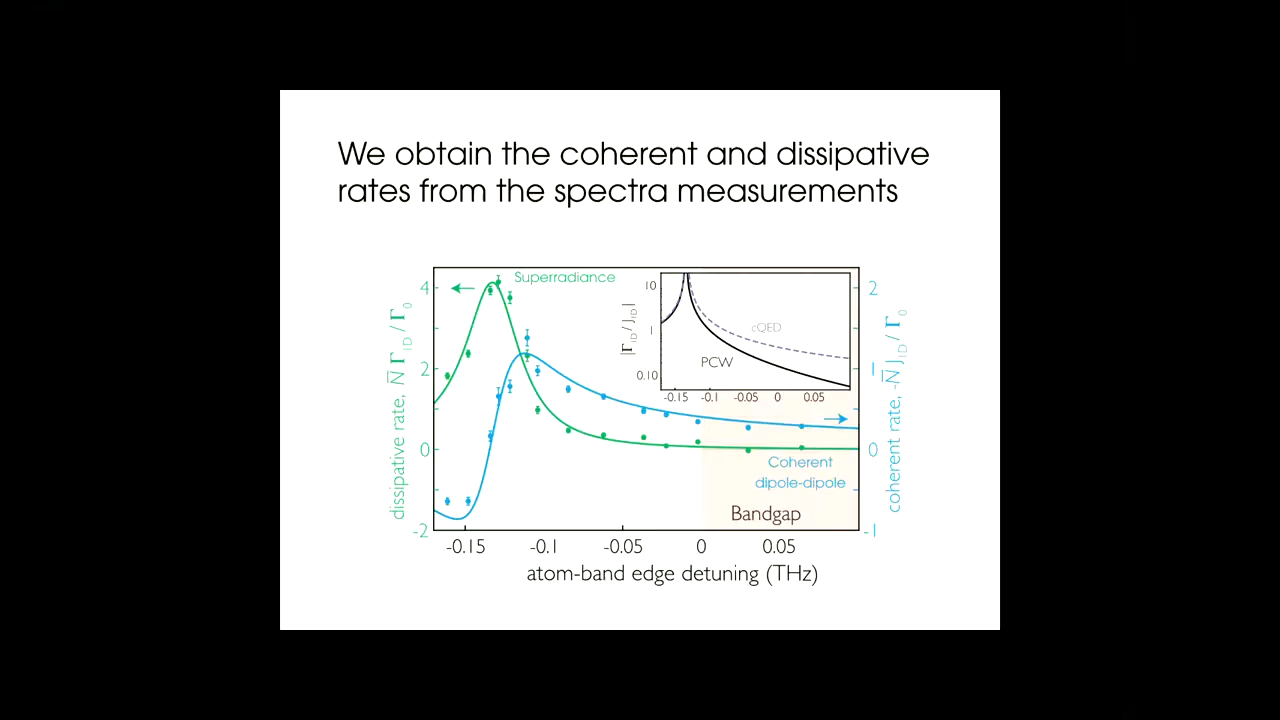 We obtain the coherent and dissipative
rates from the spectra measurements
Superradiance
4
2
0
-2
dissipative rate, N̅ Γ1D / Γ0
10
1
0.10
|Γ1D / J1D|
cQED
PCW
-0.15 -0.1 -0.05 0 0.05
2
1
0
-1
coherent rate, -N̅ J1D / Γ0
Coherent
dipole-dipole
Bandgap
-0.15 -0.1 -0.05 0 0.05
atom-band edge detuning (THz)